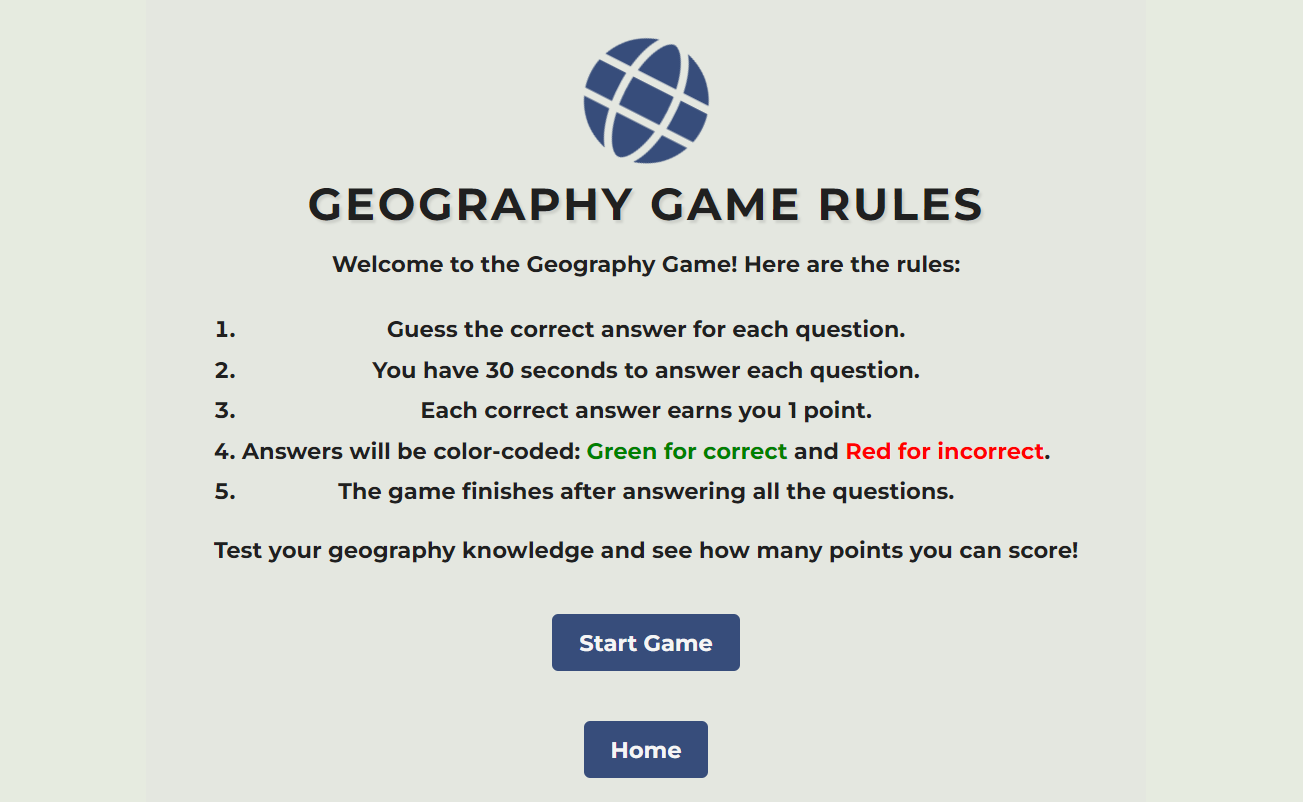 GEOGRAPHY GAME RULES
Welcome to the Geography Game! Here are the rules:
1. Guess the correct answer for each question.
2. You have 30 seconds to answer each question.
3. Each correct answer earns you 1 point.
4. Answers will be color-coded: Green for correct and Red for incorrect.
5. The game finishes after answering all the questions.
Test your geography knowledge and see how many points you can score!
Start Game
Home